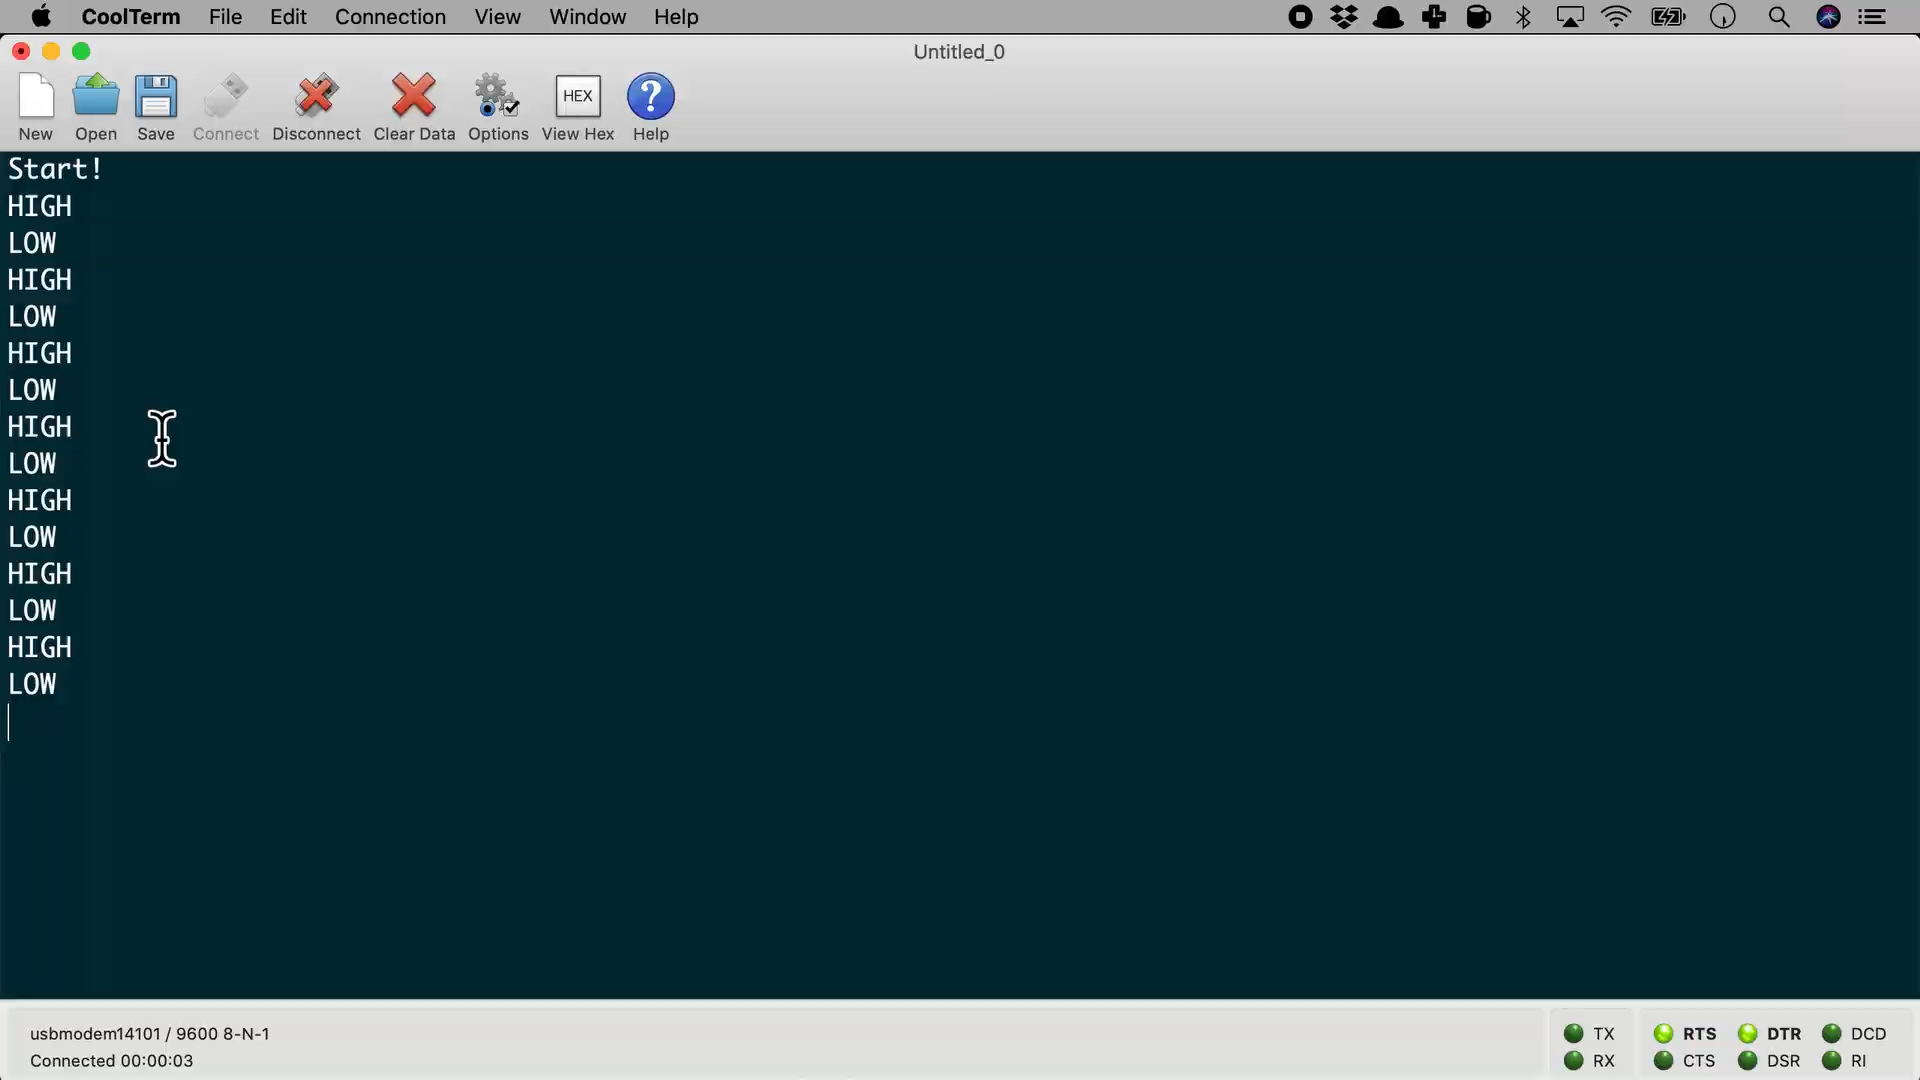 CoolTerm File Edit Connection View Window Help
Untitled_0
HEX ?
New Open Save Connect Disconnect Clear Data Options View Hex Help
Start!
HIGH
LOW
HIGH
LOW
HIGH
LOW
HIGH
LOW
HIGH
LOW
HIGH
LOW
HIGH
LOW
usbmodem14101 / 9600 8-N-1
Connected 00:00:03
TX RTS DTR DCD
RX CTS DSR RI